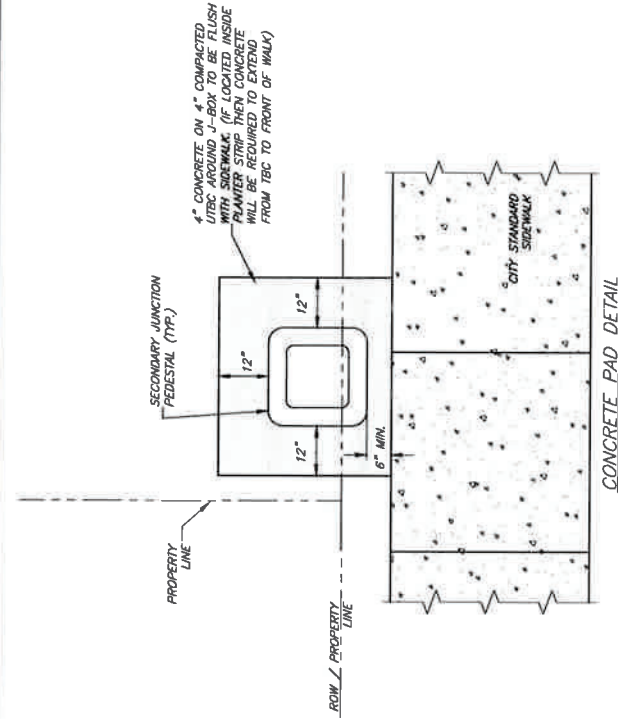 4" CONCRETE ON 4" COMPACTED
UTBC AROUND J-BOX TO BE FLUSH
WITH SIDEWALK. (IF LOCATED INSIDE
PLANTER STRIP THEN CONCRETE
WILL BE REQUIRED TO EXTEND
FROM TBC TO FRONT OF WALK)
SECONDARY JUNCTION
PEDESTAL (TYP.)
PROPERTY
LINE
12"
12"
12"
6" MIN.
ROW / PROPERTY
LINE
CITY STANDARD
SIDEWALK
CONCRETE PAD DETAIL